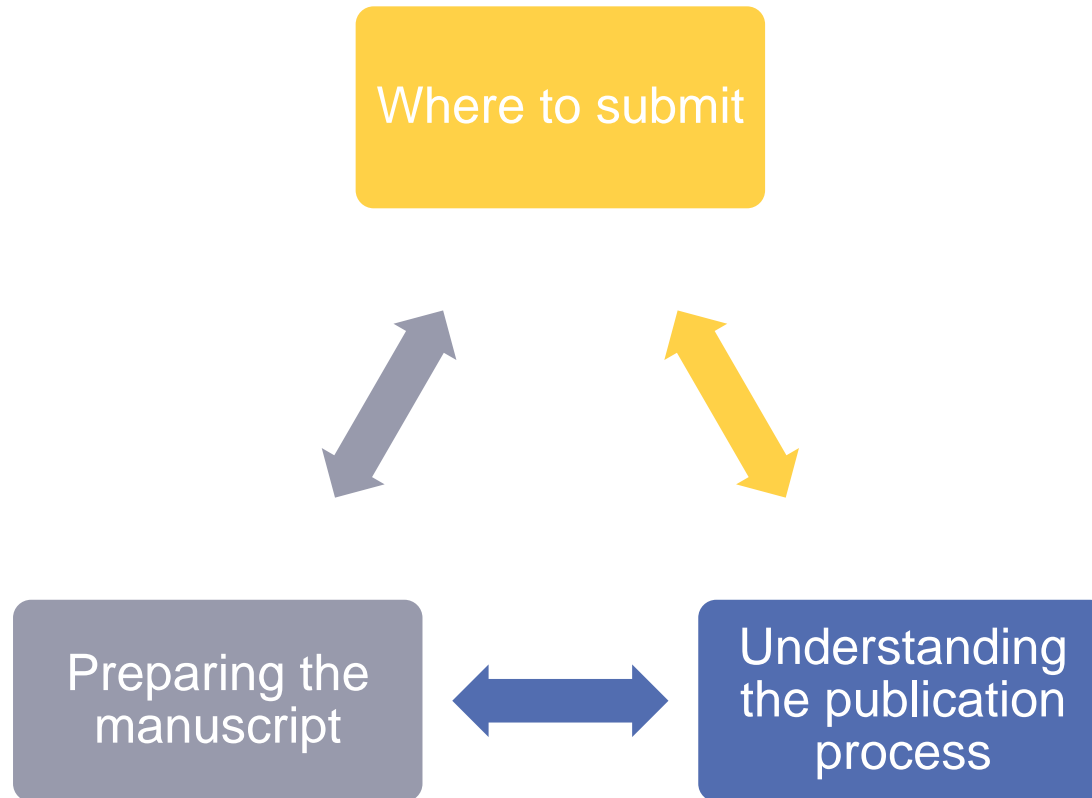 Where to submit
Preparing the
manuscript
Understanding
the publication
process